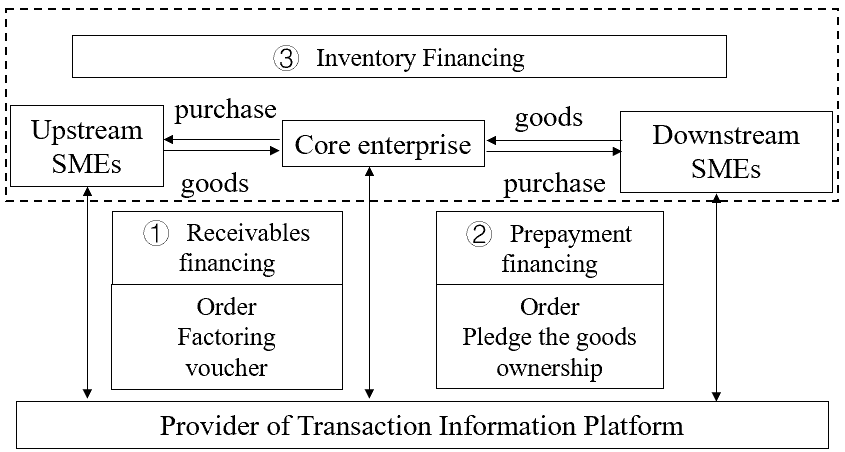 ③ Inventory Financing
purchase
goods
Upstream
SMEs
Core enterprise
Downstream
SMEs
goods
purchase
① Receivables
financing
Order
Factoring
voucher
② Prepayment
financing
Order
Pledge the goods
ownership
Provider of Transaction Information Platform